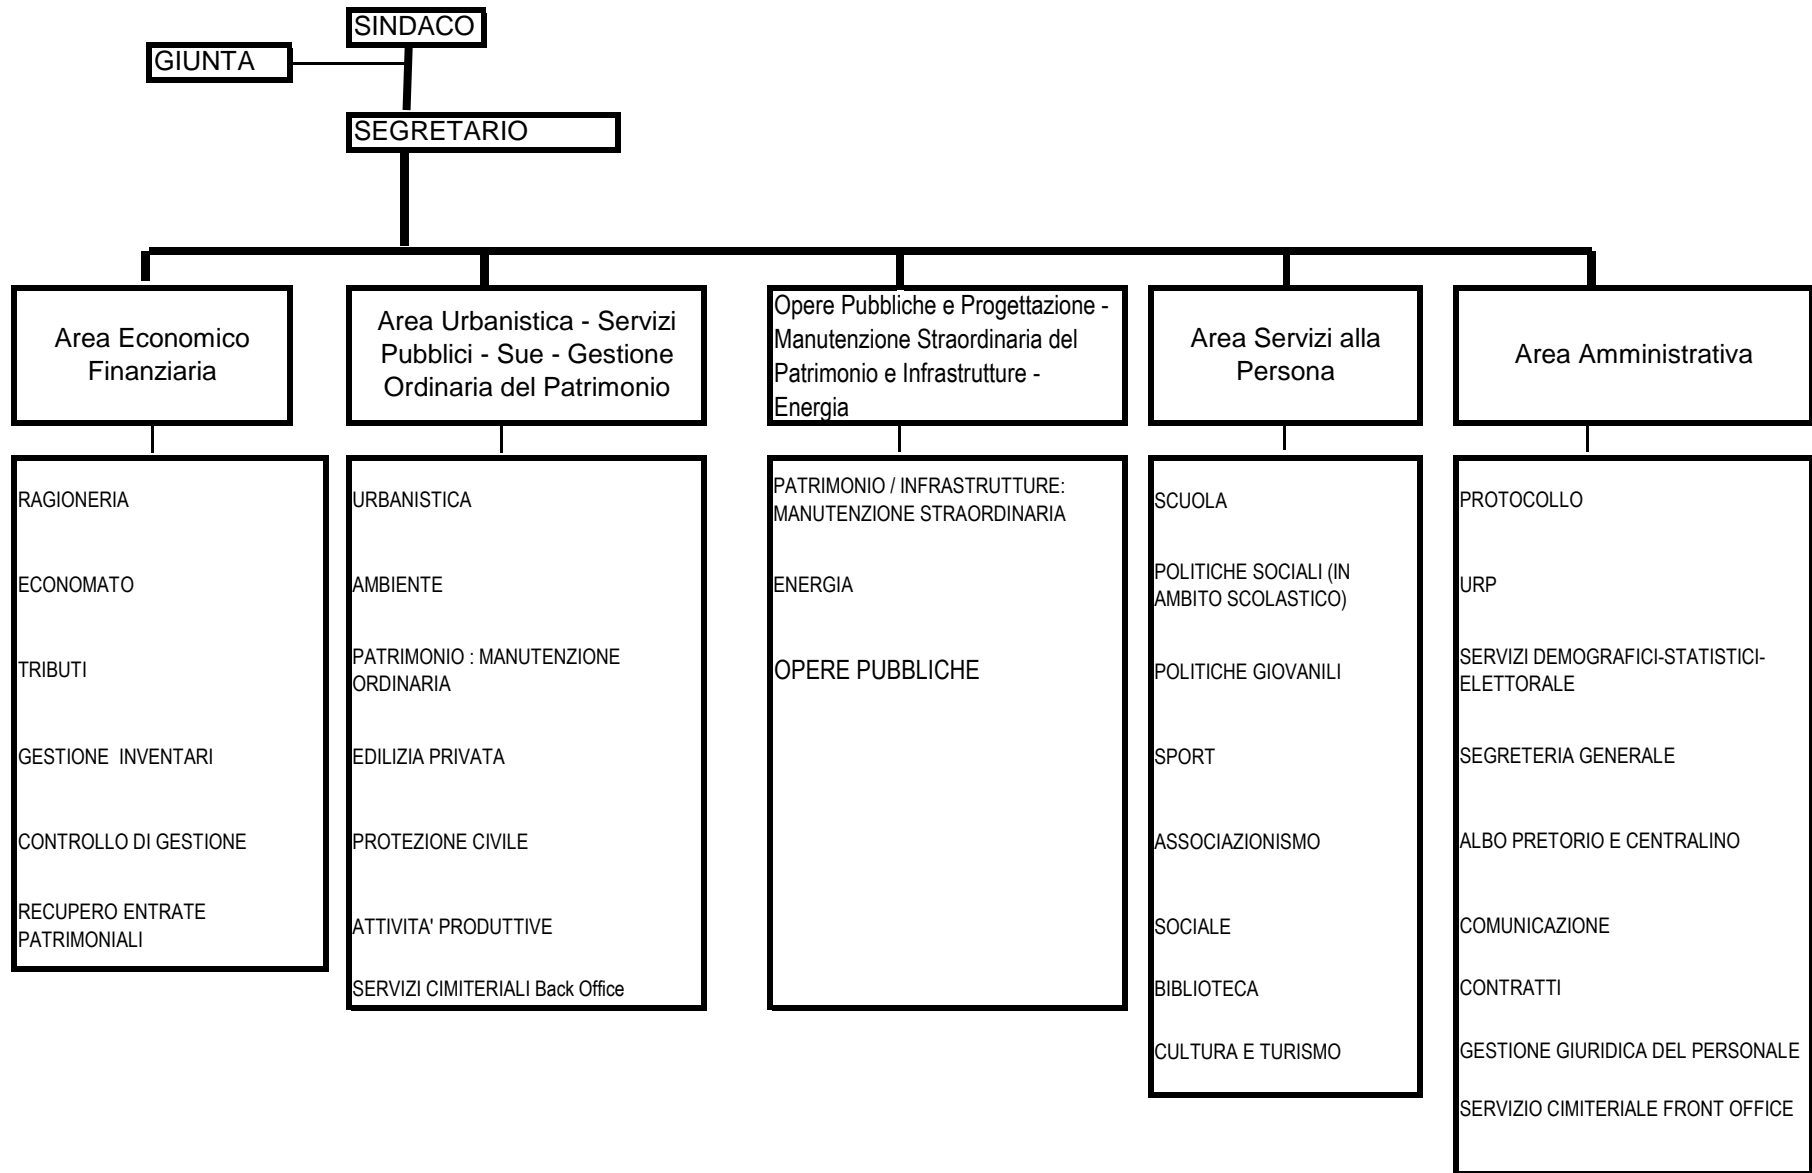 SINDACO
GIUNTA
SEGRETARIO
Area Economico
Finanziaria
Area Urbanistica - Servizi
Pubblici - Sue - Gestione
Ordinaria del Patrimonio
Opere Pubbliche e Progettazione -
Manutenzione Straordinaria del
Patrimonio e Infrastrutture -
Energia
Area Servizi alla
Persona
Area Amministrativa
RAGIONERIA
ECONOMATO
TRIBUTI
GESTIONE  INVENTARI
CONTROLLO DI GESTIONE
RECUPERO ENTRATE
PATRIMONIALI
URBANISTICA
AMBIENTE
PATRIMONIO : MANUTENZIONE
ORDINARIA
EDILIZIA PRIVATA
PROTEZIONE CIVILE
ATTIVITA' PRODUTTIVE
SERVIZI CIMITERIALI Back Office
PATRIMONIO / INFRASTRUTTURE:
MANUTENZIONE STRAORDINARIA
ENERGIA
OPERE PUBBLICHE
SCUOLA
POLITICHE SOCIALI (IN
AMBITO SCOLASTICO)
POLITICHE GIOVANILI
SPORT
ASSOCIAZIONISMO
SOCIALE
BIBLIOTECA
CULTURA E TURISMO
PROTOCOLLO
URP
SERVIZI DEMOGRAFICI-STATISTICI-
ELETTORALE
SEGRETERIA GENERALE
ALBO PRETORIO E CENTRALINO
COMUNICAZIONE
CONTRATTI
GESTIONE GIURIDICA DEL PERSONALE
SERVIZIO CIMITERIALE FRONT OFFICE